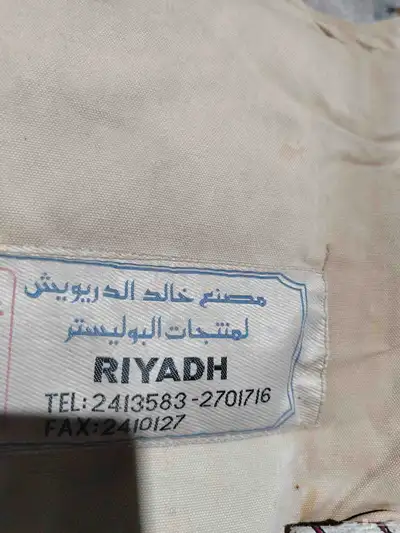 مصنع خالد الدريويش
لمنتجات البوليستر
RIYADH
TEL: 2413583 - 2701716
FAX: 2410127